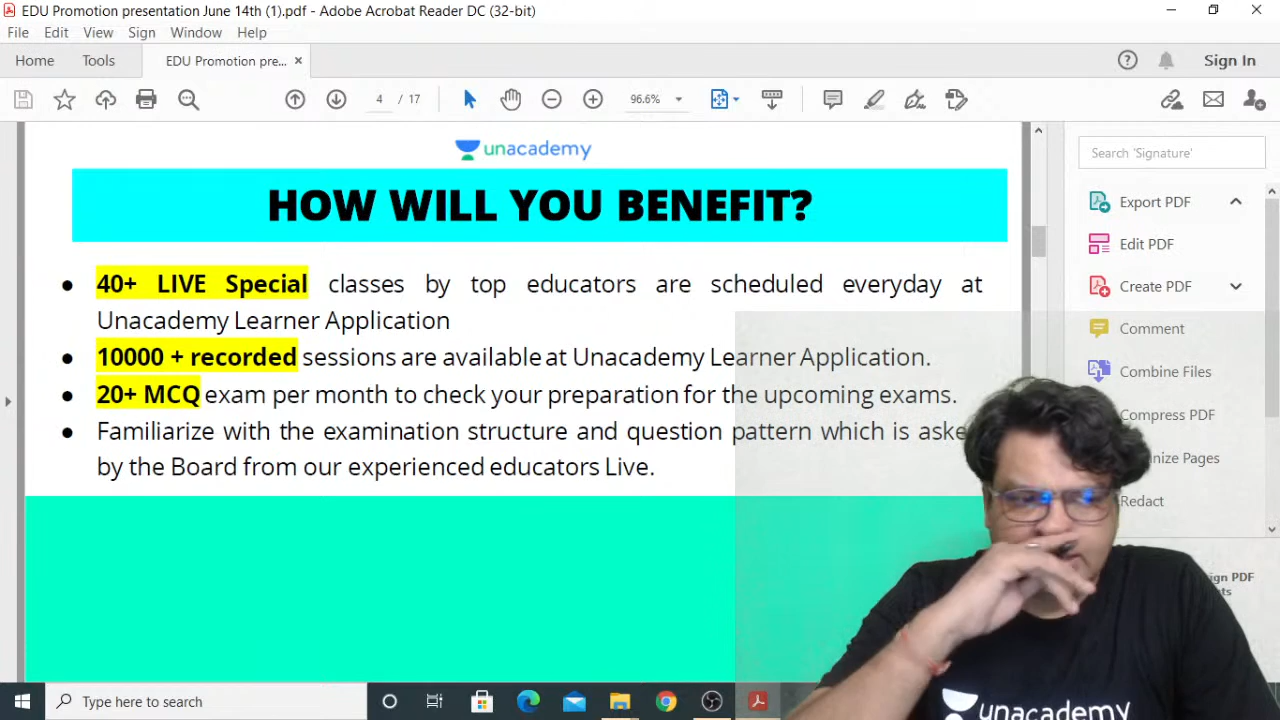 EDU Promotion presentation June 14th (1).pdf - Adobe Acrobat Reader DC (32-bit)
File Edit View Sign Window Help
Home Tools EDU Promotion pre... Sign In
4 / 17 96.6%
unacademy
HOW WILL YOU BENEFIT?
40+ LIVE Special classes by top educators are scheduled everyday at
Unacademy Learner Application
10000 + recorded sessions are available at Unacademy Learner Application.
20+ MCQ exam per month to check your preparation for the upcoming exams.
Familiarize with the examination structure and question pattern which is aske
by the Board from our experienced educators Live.
Search 'Signature'
Export PDF
Edit PDF
Create PDF
Comment
Combine Files
Compress PDF
nize Pages
Redact
ign PDF
unacademy
Type here to search